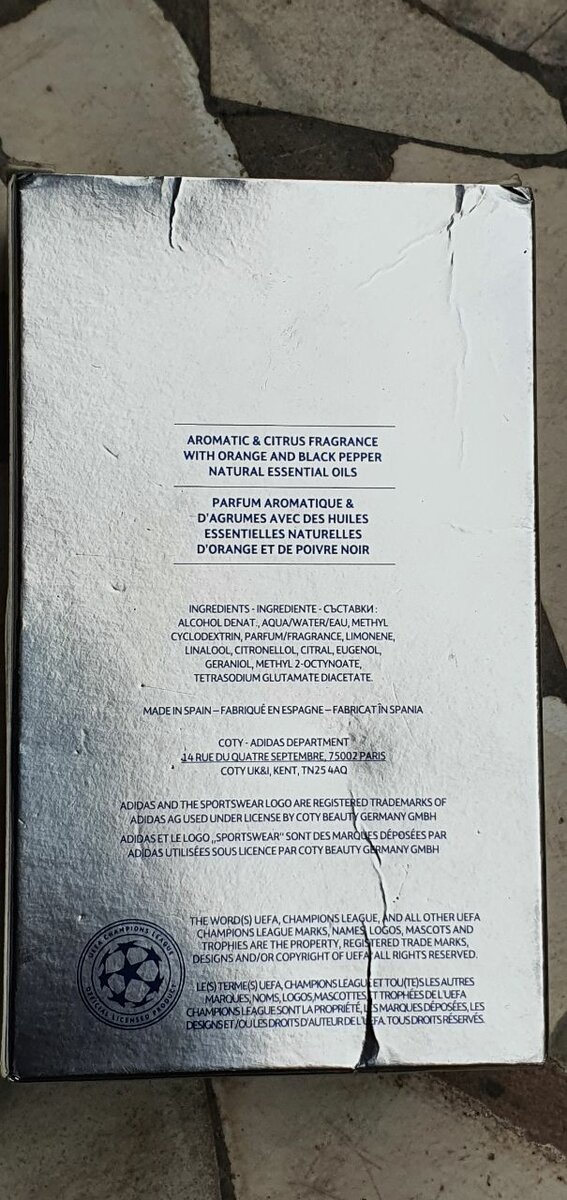 AROMATIC & CITRUS FRAGRANCE
WITH ORANGE AND BLACK PEPPER
NATURAL ESSENTIAL OILS
PARFUM AROMATIQUE &
D'AGRUMES AVEC DES HUILES
ESSENTIELLES NATURELLES
D'ORANGE ET DE POIVRE NOIR
INGREDIENTS - INGREDIENTE - СЪСТАВКИ:
ALCOHOL DENAT., AQUA/WATER/EAU, METHYL
CYCLODEXTRIN, PARFUM/FRAGRANCE, LIMONENE,
LINALOOL, CITRONELLOL, CITRAL, EUGENOL,
GERANIOL, METHYL 2-OCTYNOATE,
TETRASODIUM GLUTAMATE DIACETATE.
MADE IN SPAIN – FABRIQUÉ EN ESPAGNE – FABRICAT ÎN SPANIA
COTY - ADIDAS DEPARTMENT
14 RUE DU QUATRE SEPTEMBRE, 75002 PARIS
COTY UK&I, KENT, TN25 4AQ
ADIDAS AND THE SPORTSWEAR LOGO ARE REGISTERED TRADEMARKS OF
ADIDAS AG USED UNDER LICENSE BY COTY BEAUTY GERMANY GMBH
ADIDAS ET LE LOGO „SPORTSWEAR" SONT DES MARQUES DÉPOSÉES PAR
ADIDAS UTILISÉES SOUS LICENCE PAR COTY BEAUTY GERMANY GMBH
THE WORD(S) UEFA, CHAMPIONS LEAGUE, AND ALL OTHER UEFA
CHAMPIONS LEAGUE MARKS, NAMES, LOGOS, MASCOTS AND
TROPHIES ARE THE PROPERTY, REGISTERED TRADE MARKS,
DESIGNS AND/OR COPYRIGHT OF UEFA. ALL RIGHTS RESERVED.
LE(S) TERME(S) UEFA, CHAMPIONS LEAGUE ET TOU(TE)S LES AUTRES
MARQUES, NOMS, LOGOS, MASCOTTES ET TROPHÉES DE L'UEFA
CHAMPIONS LEAGUE SONT LA PROPRIÉTÉ, LES MARQUES DÉPOSÉES, LES
DESIGNS ET/OU LES DROITS D'AUTEUR DE L'UEFA. TOUS DROITS RÉSERVÉS.
UEFA CHAMPIONS LEAGUE
OFFICIAL LICENSED PRODUCT